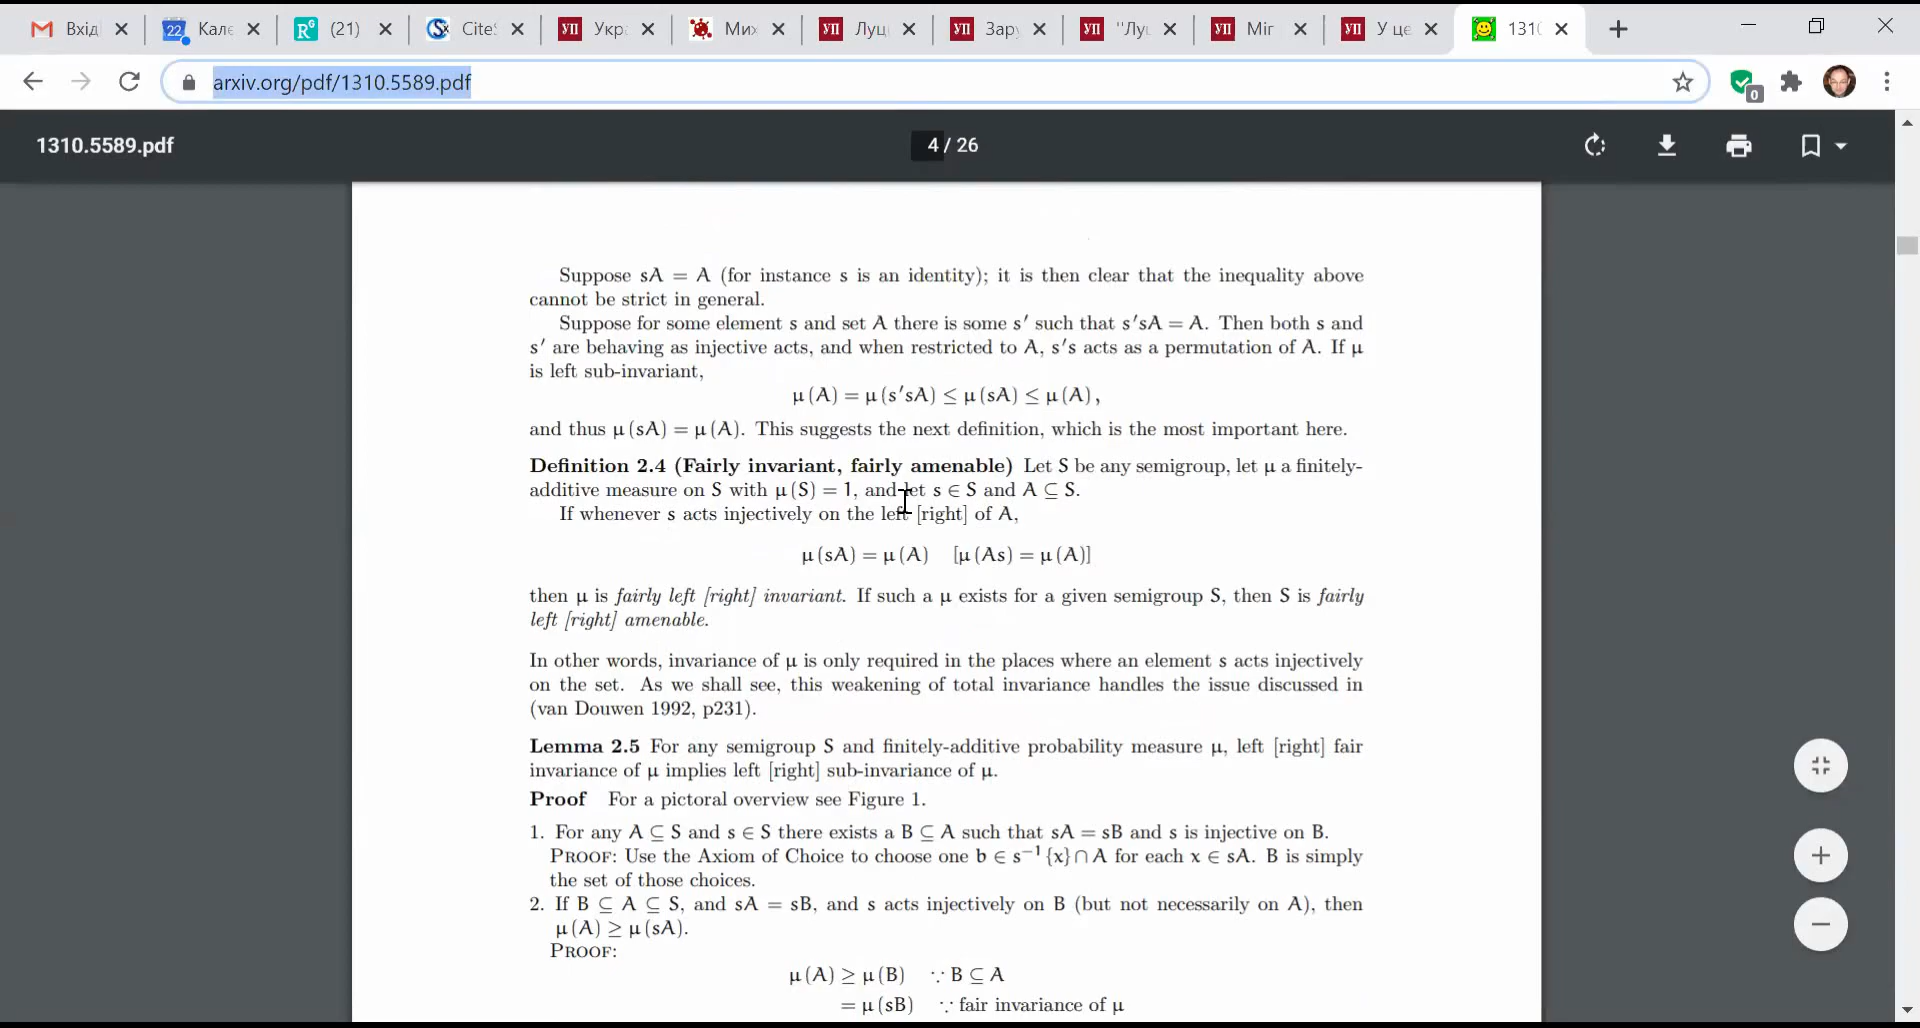 Вхід
22
Кале
(21)
Cite
УП
Укр
Мих
УП
Луц
УП
Зар
УП
"Лу
УП
Міг
УП
У це
1310
arxiv.org/pdf/1310.5589.pdf
0
1310.5589.pdf
4 / 26
Suppose sA = A (for instance s is an identity); it is then clear that the inequality above
cannot be strict in general.
Suppose for some element s and set A there is some s′ such that s′sA = A. Then both s and
s′ are behaving as injective acts, and when restricted to A, s′s acts as a permutation of A. If μ
is left sub-invariant,
μ (A) = μ (s′sA) ≤ μ (sA) ≤ μ (A) ,
and thus μ (sA) = μ (A). This suggests the next definition, which is the most important here.
Definition 2.4 (Fairly invariant, fairly amenable) Let S be any semigroup, let μ a finitely-
additive measure on S with μ (S) = 1, and let s ∈ S and A ⊆ S.
If whenever s acts injectively on the left [right] of A,
μ (sA) = μ (A) [μ (As) = μ (A)]
then μ is fairly left [right] invariant. If such a μ exists for a given semigroup S, then S is fairly
left [right] amenable.
In other words, invariance of μ is only required in the places where an element s acts injectively
on the set. As we shall see, this weakening of total invariance handles the issue discussed in
(van Douwen 1992, p231).
Lemma 2.5 For any semigroup S and finitely-additive probability measure μ, left [right] fair
invariance of μ implies left [right] sub-invariance of μ.
Proof For a pictoral overview see Figure 1.
1. For any A ⊆ S and s ∈ S there exists a B ⊆ A such that sA = sB and s is injective on B.
PROOF: Use the Axiom of Choice to choose one b ∈ s⁻¹ {x} ∩ A for each x ∈ sA. B is simply
the set of those choices.
2. If B ⊆ A ⊆ S, and sA = sB, and s acts injectively on B (but not necessarily on A), then
μ (A) ≥ μ (sA).
PROOF:
μ (A) ≥ μ (B) ∵ B ⊆ A
= μ (sB) ∵ fair invariance of μ